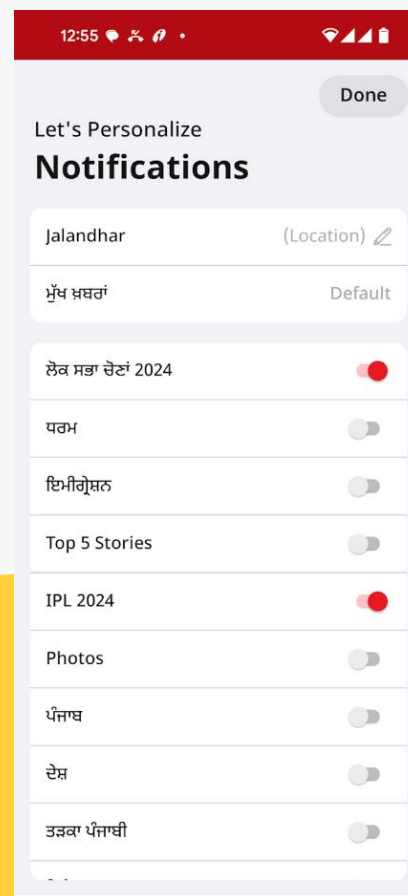 12:55
Done
Let's Personalize
Notifications
Jalandhar (Location)
ਮੁੱਖ ਖ਼ਬਰਾਂ Default
ਲੋਕ ਸਭਾ ਚੋਣਾਂ 2024
ਧਰਮ
ਇਮੀਗ੍ਰੇਸ਼ਨ
Top 5 Stories
IPL 2024
Photos
ਪੰਜਾਬ
ਦੇਸ਼
ਤੜਕਾ ਪੰਜਾਬੀ